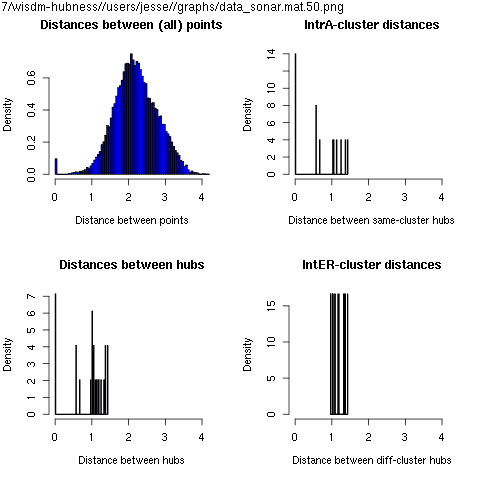 7/wisdm-hubness//users/jesse//graphs/data_sonar.mat.50.png
Distances between (all) points
Density
0.0 0.2 0.4 0.6
0 1 2 3 4
Distance between points
IntrA-cluster distances
Density
0 2 4 6 8 10 14
0 1 2 3 4
Distance between same-cluster hubs
Distances between hubs
Density
0 1 2 3 4 5 6 7
0 1 2 3 4
Distance between hubs
IntER-cluster distances
Density
0 5 10 15
0 1 2 3 4
Distance between diff-cluster hubs